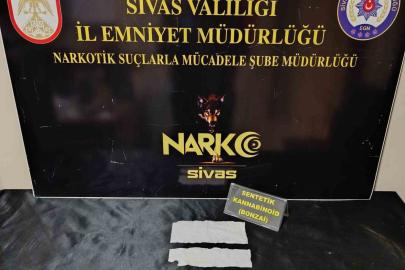 SİVAS VALİLİĞİ
İL EMNİYET MÜDÜRLÜĞÜ
NARKOTİK SUÇLARLA MÜCADELE ŞUBE MÜDÜRLÜĞÜ
EGM
NARKO
sivas
SENTETİK
KANNABİNOİD
(BONZAİ)